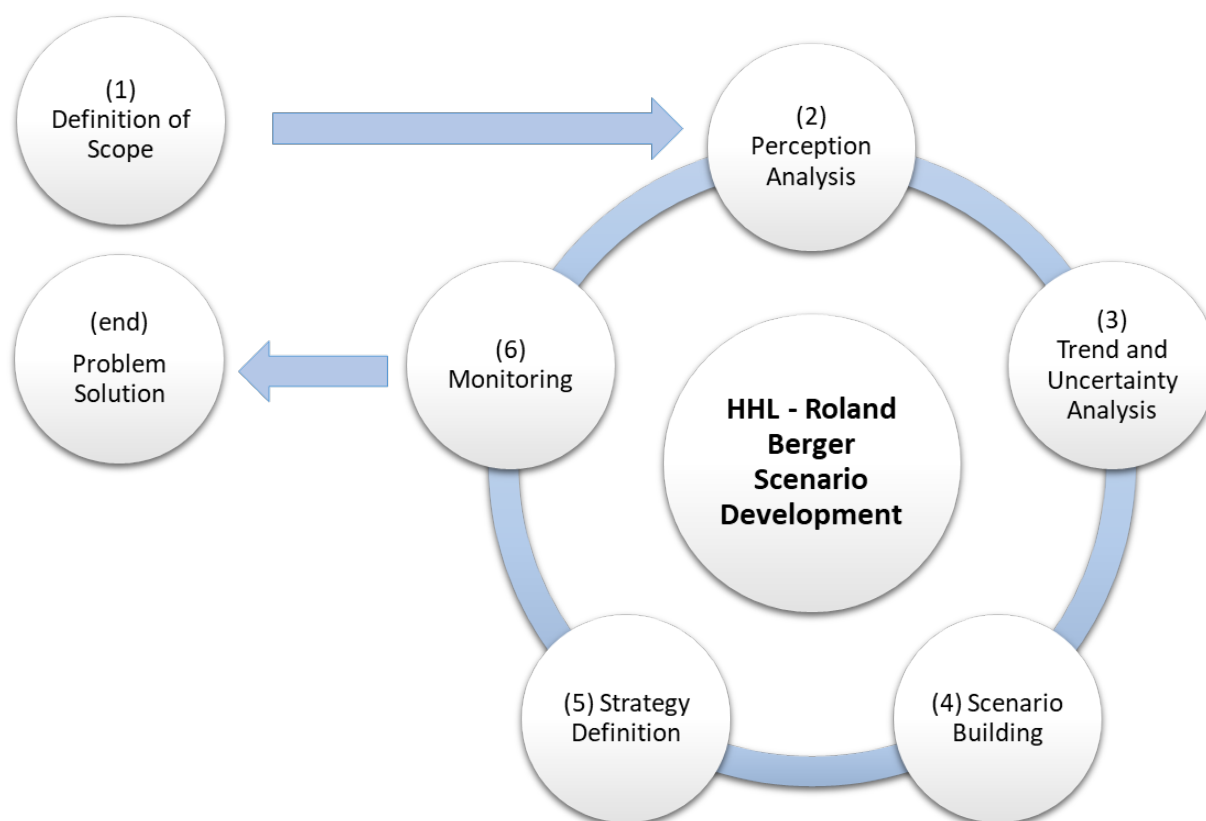 (1)
Definition of
Scope
(2)
Perception
Analysis
(3)
Trend and
Uncertainty
Analysis
(4) Scenario
Building
(5) Strategy
Definition
(6)
Monitoring
(end)
Problem
Solution
HHL - Roland
Berger
Scenario
Development